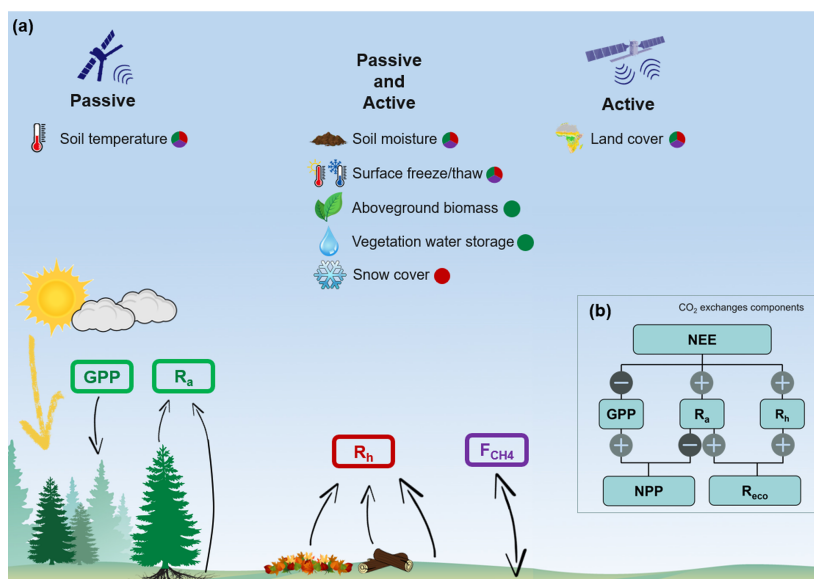 (a)
Passive
Soil temperature
Passive
and
Active
Soil moisture
Surface freeze/thaw
Aboveground biomass
Vegetation water storage
Snow cover
Active
Land cover
GPP
Ra
Rh
FCH4
(b)
CO2 exchanges components
NEE
GPP
Ra
Rh
NPP
Reco